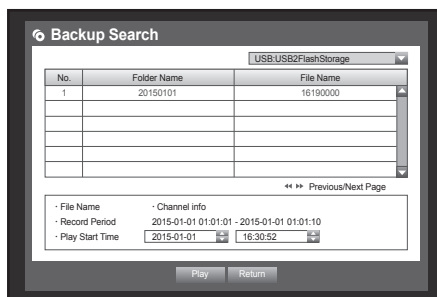 Backup Search
USB:USB2FlashStorage
No. Folder Name File Name
1 20150101 16190000
Previous/Next Page
· File Name · Channel info
· Record Period 2015-01-01 01:01:01 - 2015-01-01 01:01:10
· Play Start Time 2015-01-01 16:30:52
Play Return